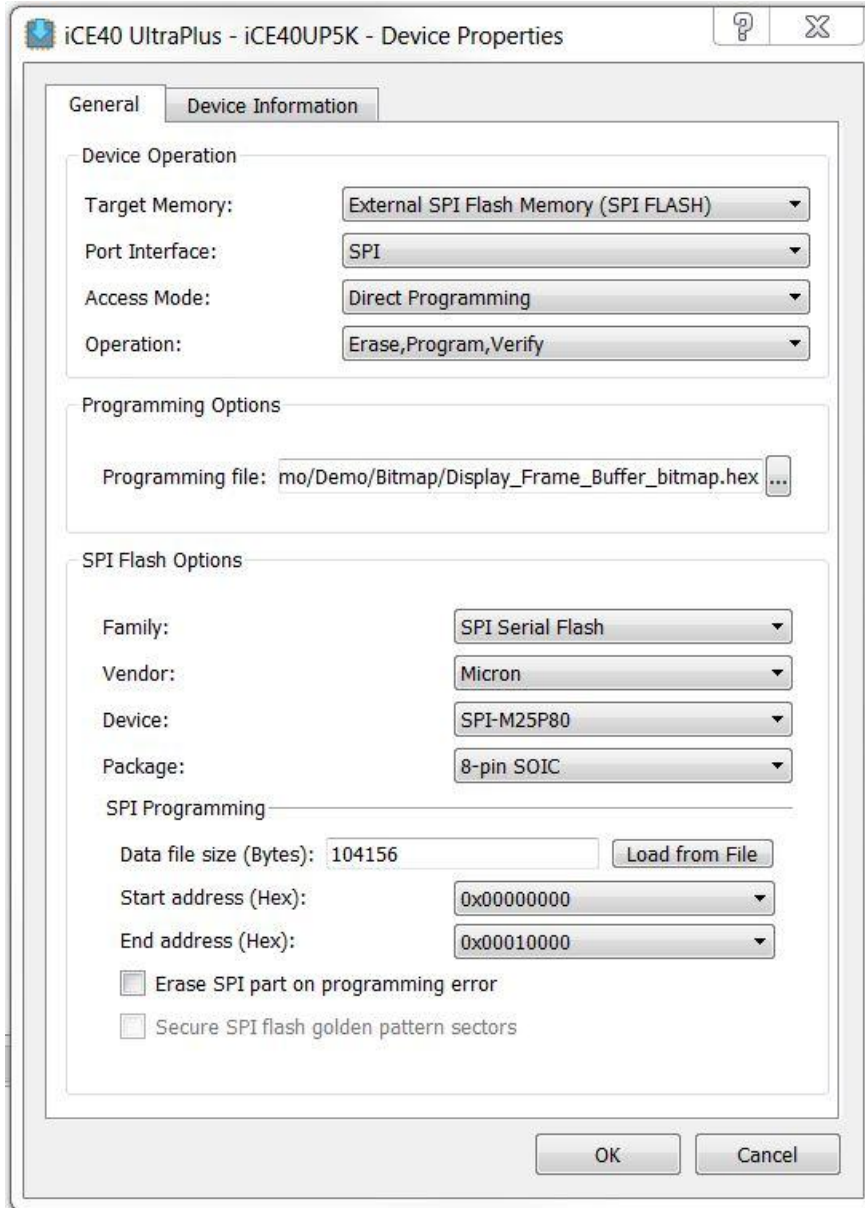 iCE40 UltraPlus - iCE40UP5K - Device Properties
General Device Information
Device Operation
Target Memory: External SPI Flash Memory (SPI FLASH)
Port Interface: SPI
Access Mode: Direct Programming
Operation: Erase,Program,Verify
Programming Options
Programming file: mo/Demo/Bitmap/Display_Frame_Buffer_bitmap.hex ...
SPI Flash Options
Family: SPI Serial Flash
Vendor: Micron
Device: SPI-M25P80
Package: 8-pin SOIC
SPI Programming
Data file size (Bytes): 104156 Load from File
Start address (Hex): 0x00000000
End address (Hex): 0x00010000
Erase SPI part on programming error
Secure SPI flash golden pattern sectors
OK Cancel